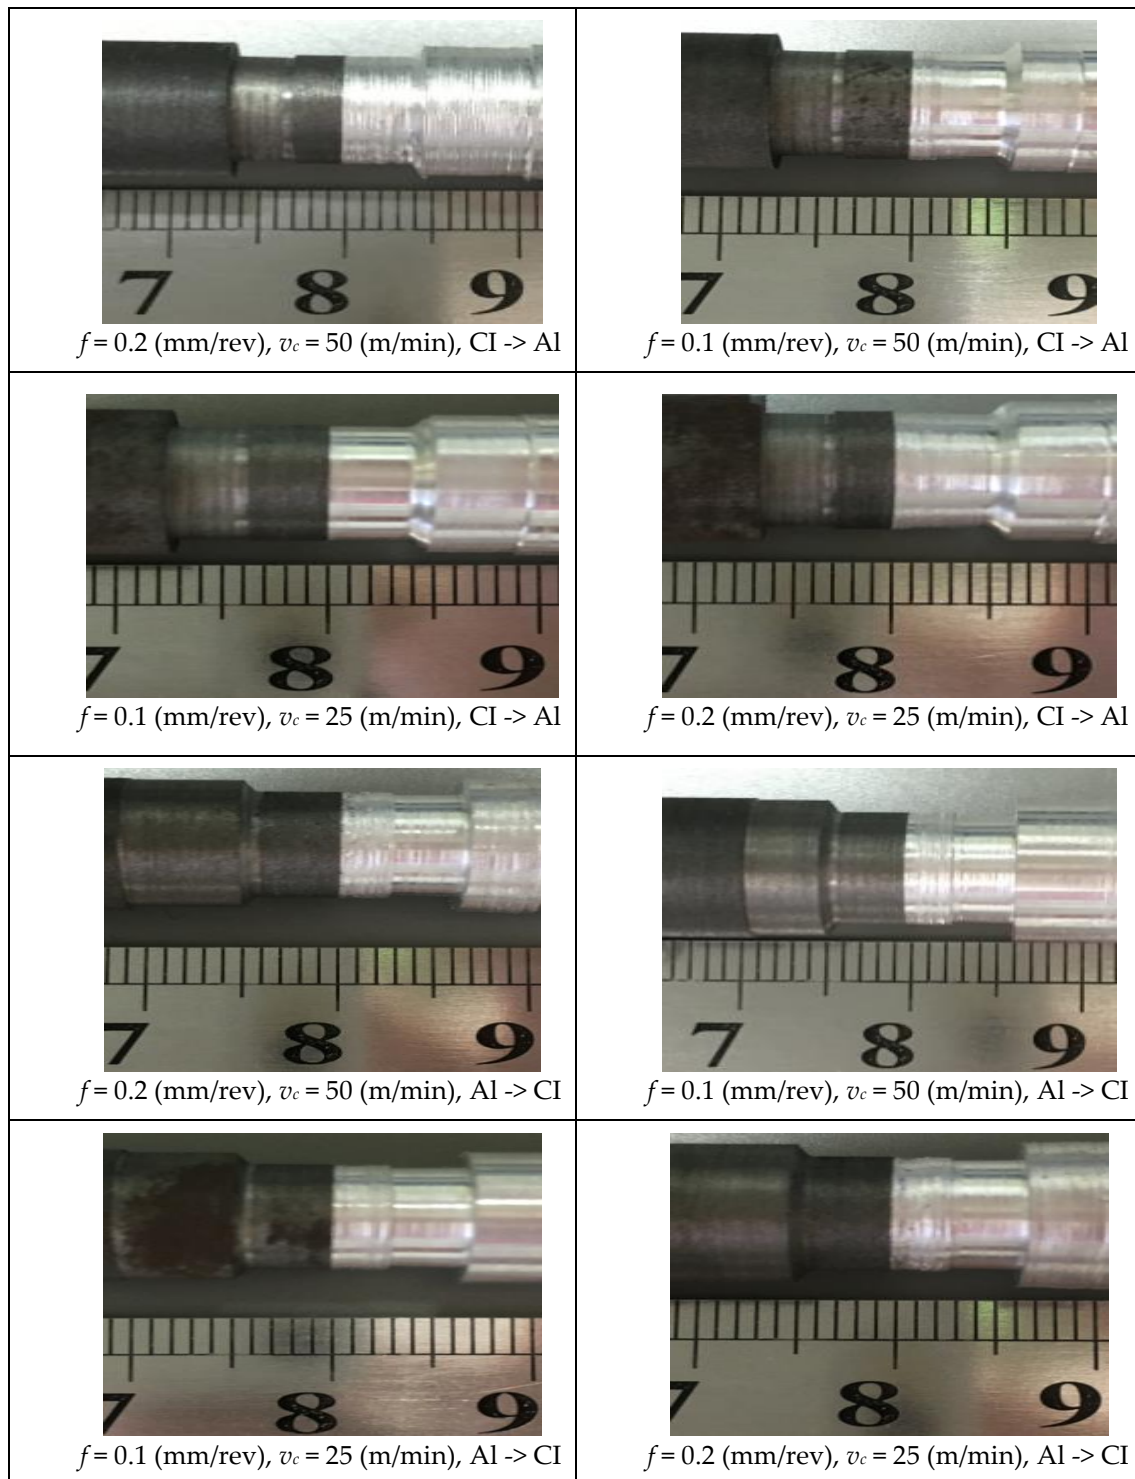 7 8 9
7 8 9
f = 0.2 (mm/rev), vc = 50 (m/min), CI -> Al
f = 0.1 (mm/rev), vc = 50 (m/min), CI -> Al
7 8 9
7 8 9
f = 0.1 (mm/rev), vc = 25 (m/min), CI -> Al
f = 0.2 (mm/rev), vc = 25 (m/min), CI -> Al
7 8 9
7 8 9
f = 0.2 (mm/rev), vc = 50 (m/min), Al -> CI
f = 0.1 (mm/rev), vc = 50 (m/min), Al -> CI
7 8 9
7 8 9
f = 0.1 (mm/rev), vc = 25 (m/min), Al -> CI
f = 0.2 (mm/rev), vc = 25 (m/min), Al -> CI